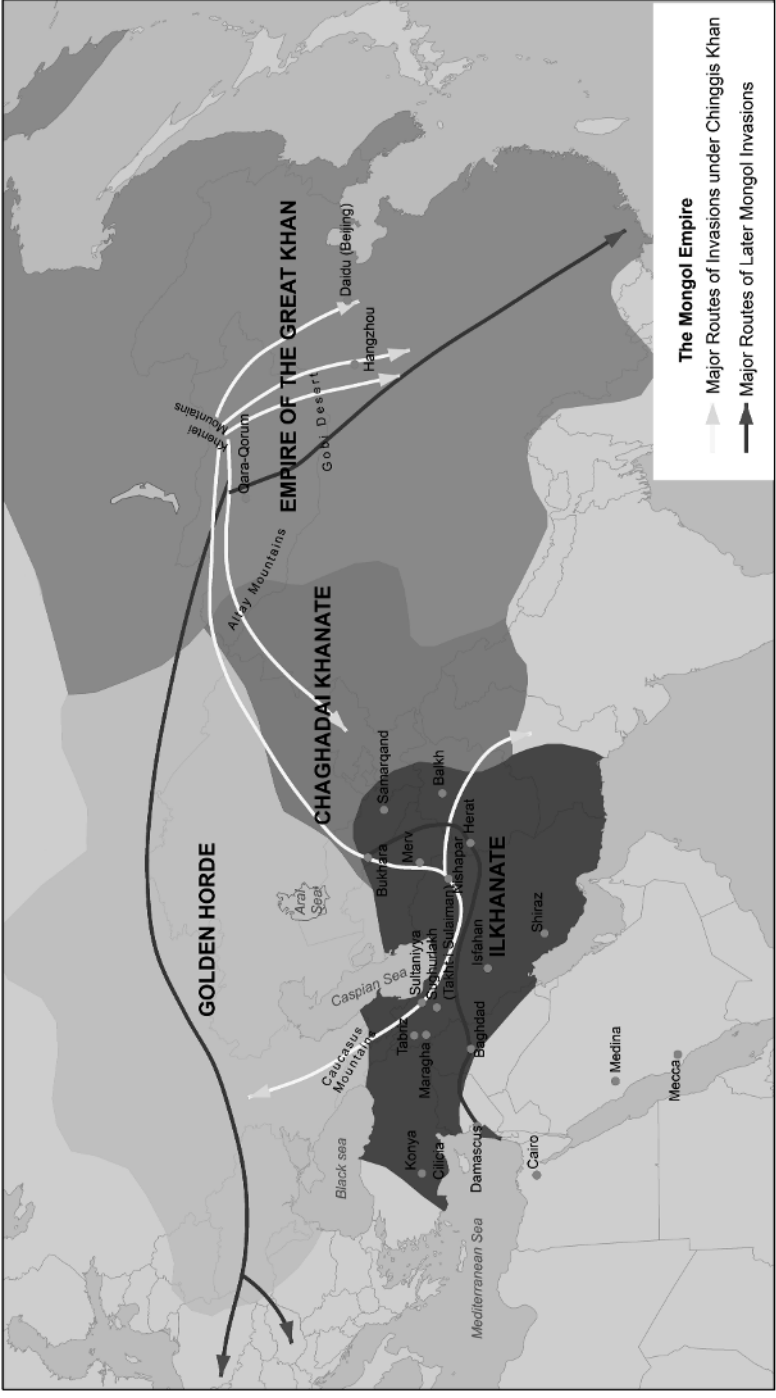 GOLDEN HORDE
CHAGHADAI KHANATE
EMPIRE OF THE GREAT KHAN
ILKHANATE
Khentei
Mountains
Qara-Qorum
Altay Mountains
Gobi Desert
Daidu (Beijing)
Hangzhou
Aral
Sea
Caspian Sea
Caucasus
Mountains
Black sea
Mediterranean Sea
Samarqand
Bukhara
Merv
Balkh
Herat
Nishapar
Sultaniyya
Sughurlakh
(Takht-i Sulaiman)
Tabriz
Maragha
Isfahan
Shiraz
Baghdad
Konya
Cilicia
Damascus
Cairo
Medina
Mecca
The Mongol Empire
Major Routes of Invasions under Chinggis Khan
Major Routes of Later Mongol Invasions